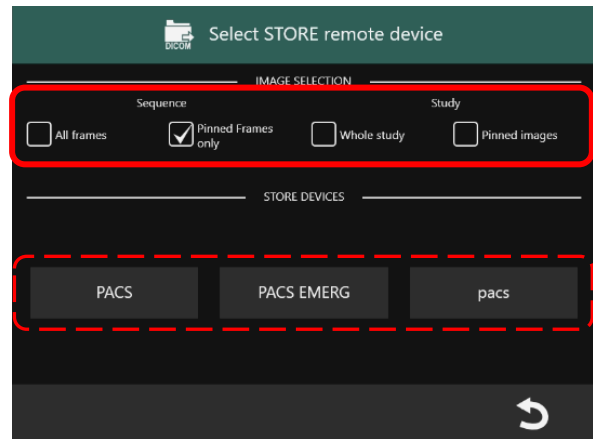 DICOM
Select STORE remote device
IMAGE SELECTION
Sequence
Study
All frames
Pinned Frames
only
Whole study
Pinned images
STORE DEVICES
PACS
PACS EMERG
pacs